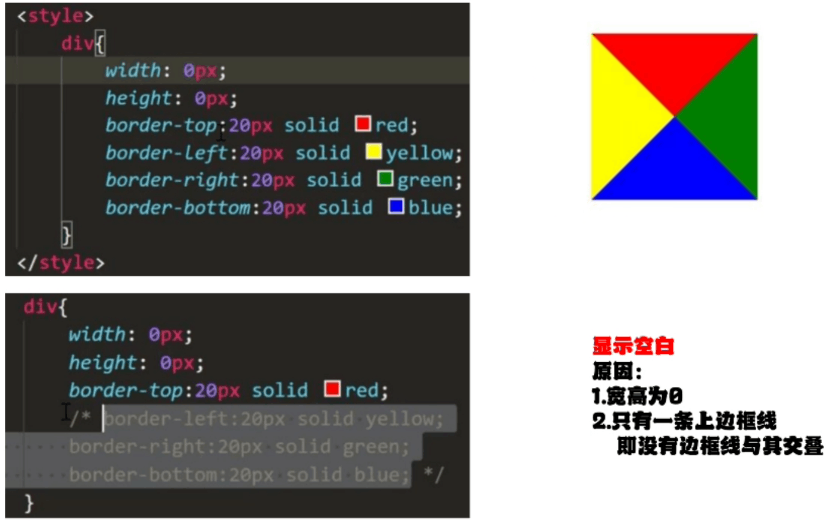 <style>
div{
width: 0px;
height: 0px;
border-top:20px solid red;
border-left:20px solid yellow;
border-right:20px solid green;
border-bottom:20px solid blue;
}
</style>
div{
width: 0px;
height: 0px;
border-top:20px solid red;
/* border-left:20px solid yellow;
border-right:20px solid green;
border-bottom:20px solid blue; */
}
显示空白
原因：
1.宽高为0
2.只有一条上边框线
即没有边框线与其交叠